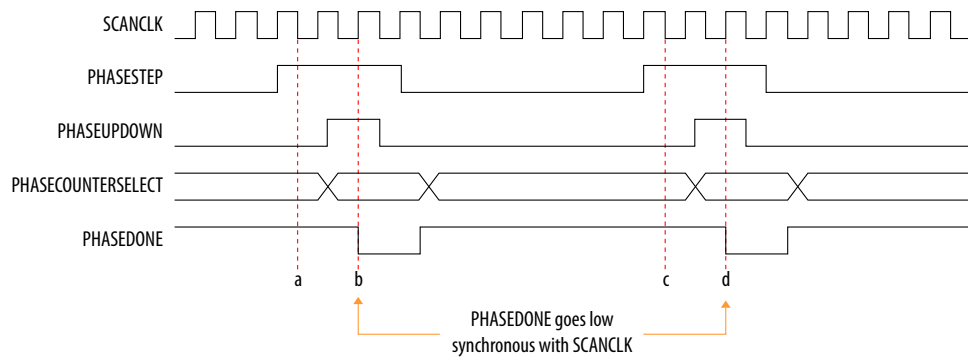 SCANCLK
PHASESTEP
PHASEUPDOWN
PHASECOUNTERSELECT
PHASEDONE
a b c d
PHASEDONE goes low
synchronous with SCANCLK